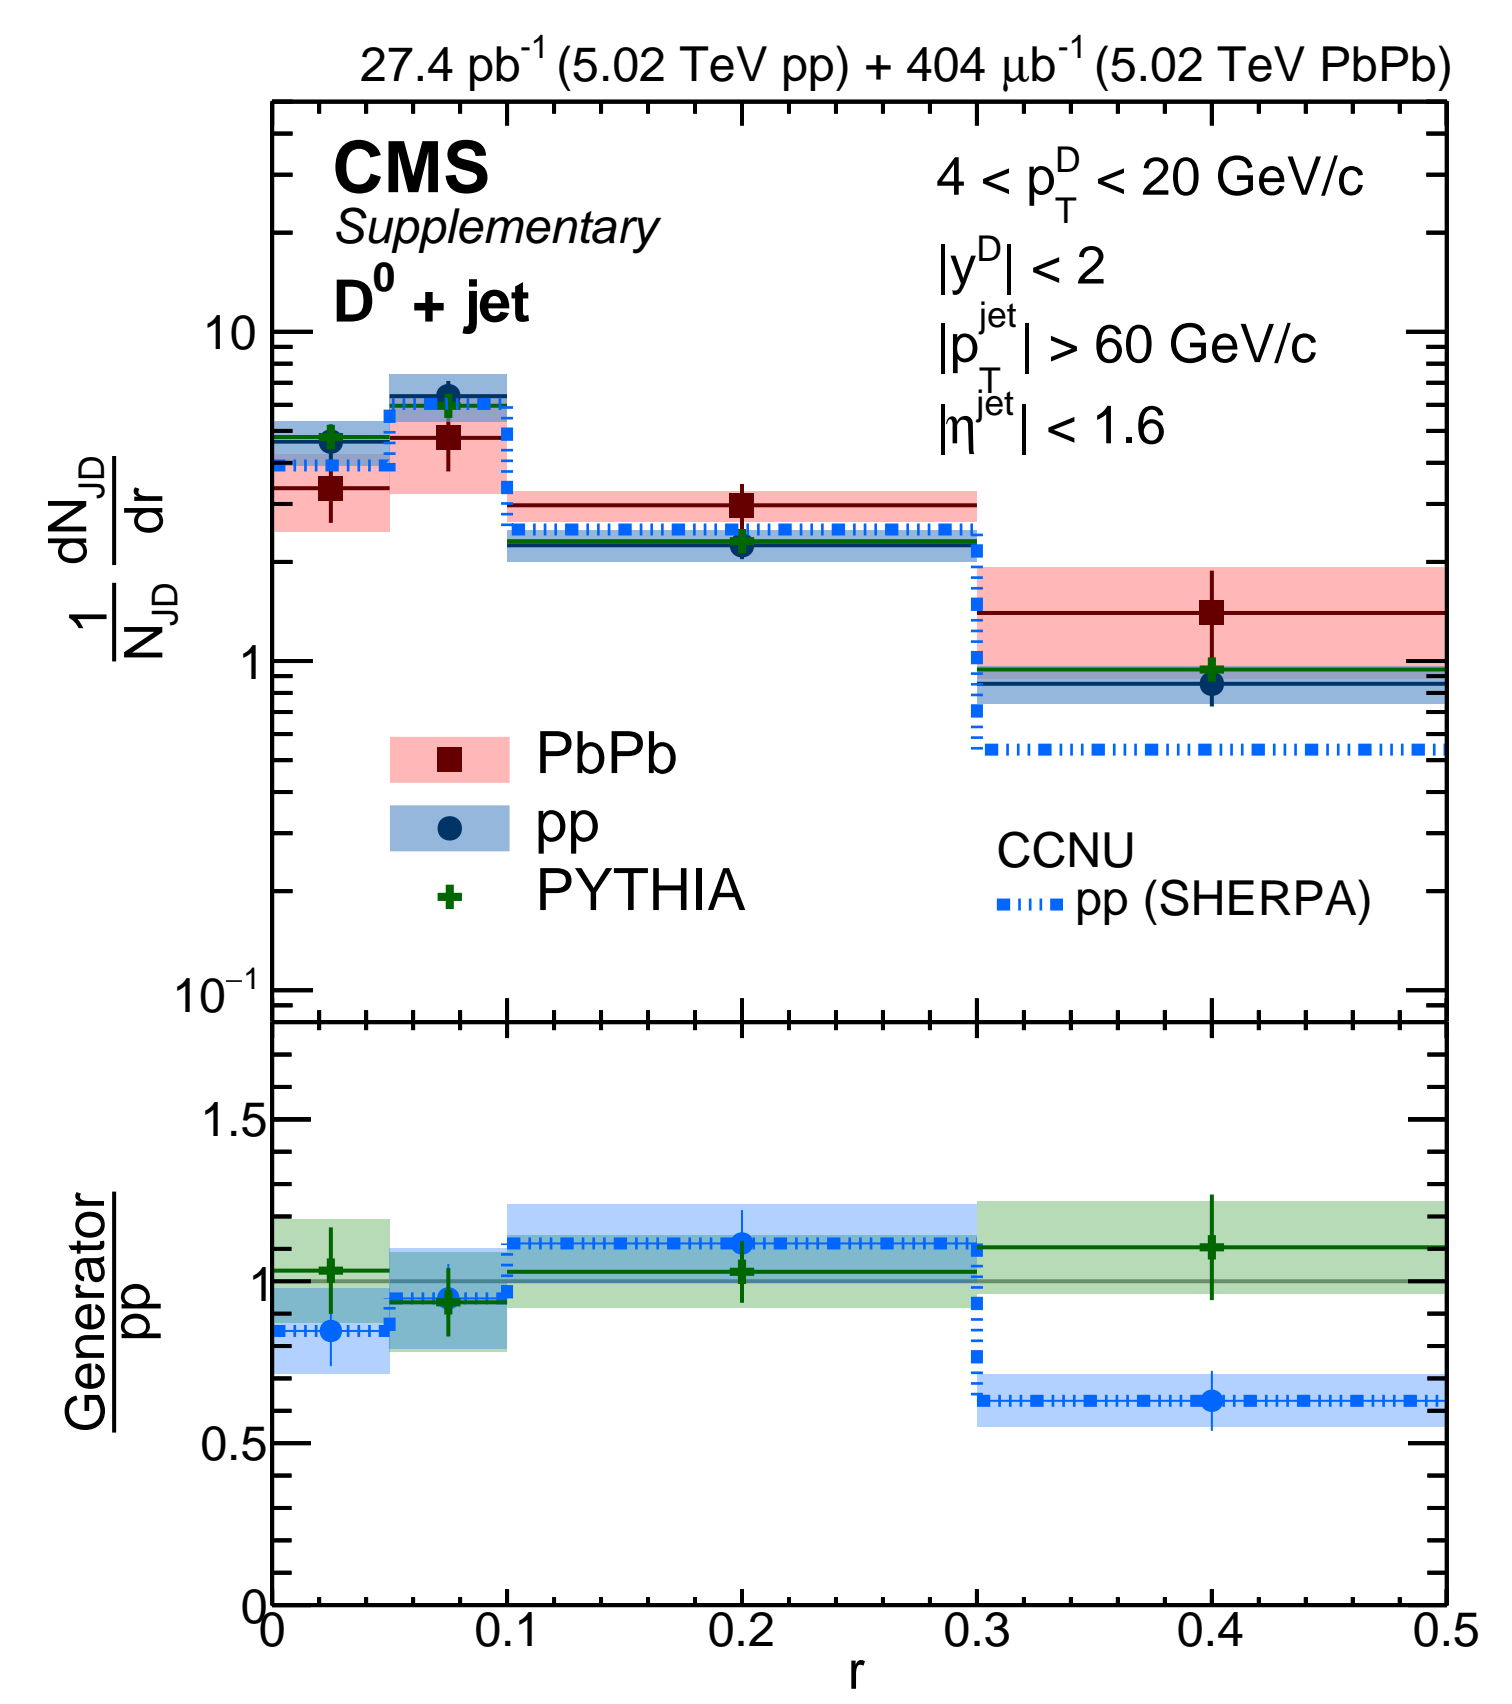 27.4 pb-1 (5.02 TeV pp) + 404 μb-1 (5.02 TeV PbPb)
CMS
Supplementary
D0 + jet
4 < pTD < 20 GeV/c
|yD| < 2
|pTjet| > 60 GeV/c
|ηjet| < 1.6
1/NJD dNJD/dr
10
1
10−1
PbPb
pp
PYTHIA
CCNU
pp (SHERPA)
Generator
pp
1.5
1
0.5
0
0 0.1 0.2 0.3 0.4 0.5
r